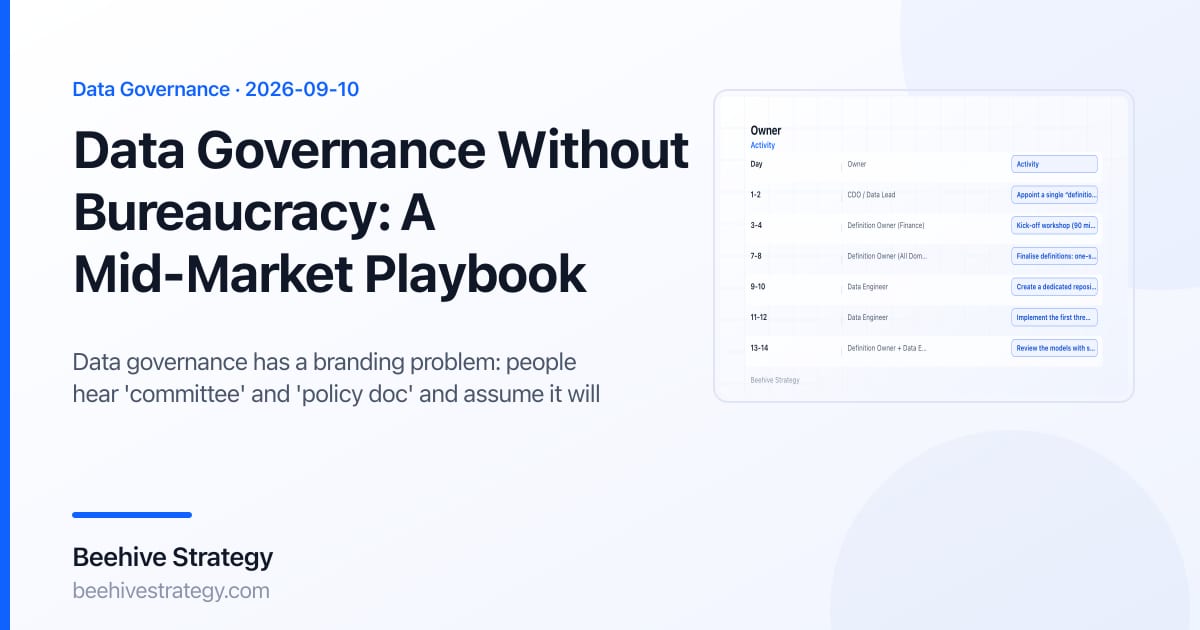 Data Governance · 2026-09-10
Data Governance Without
Bureaucracy: A
Mid-Market Playbook
Data governance has a branding problem: people
hear 'committee' and 'policy doc' and assume it will
Beehive Strategy
beehivestrategy.com
Owner
Activity
Day Owner Activity
1-2 CDO / Data Lead Appoint a single "definitio...
3-4 Definition Owner (Finance) Kick-off workshop (90 mi...
7-8 Definition Owner (All Dom... Finalise definitions: one-s...
9-10 Data Engineer Create a dedicated reposi...
11-12 Data Engineer Implement the first thre...
13-14 Definition Owner + Data E... Review the models with s...
Beehive Strategy